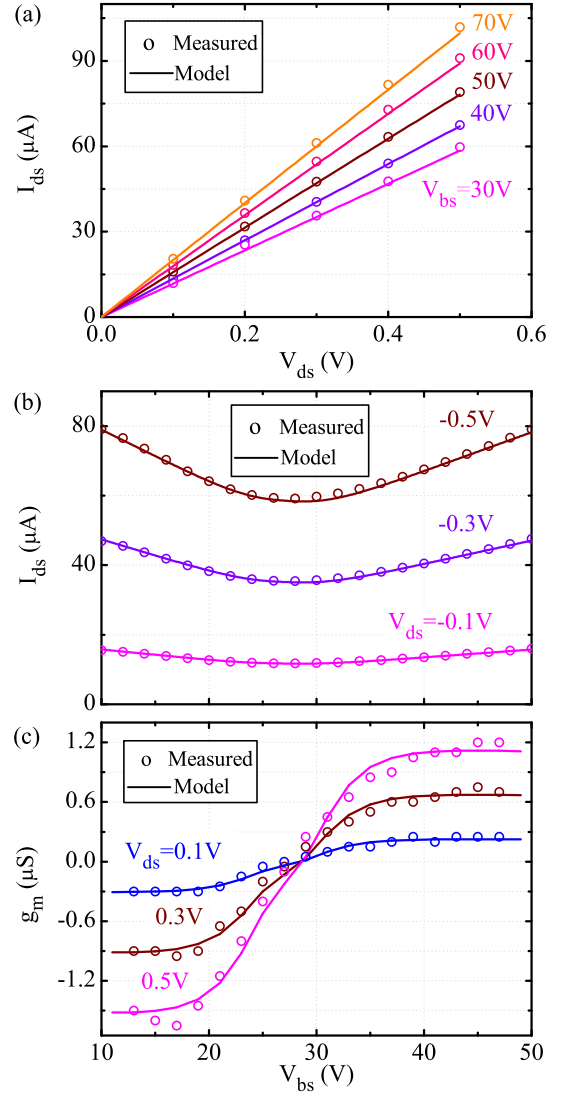 (a)
Measured
Model
70V
60V
50V
40V
V_bs=30V
90
60
30
0
I_ds (μA)
0.0 0.2 0.4 0.6
V_ds (V)
(b)
Measured
Model
-0.5V
-0.3V
V_ds=-0.1V
80
40
0
I_ds (μA)
(c)
Measured
Model
V_ds=0.1V
0.3V
0.5V
1.2
0.6
0.0
-0.6
-1.2
g_m (μS)
10 20 30 40 50
V_bs (V)